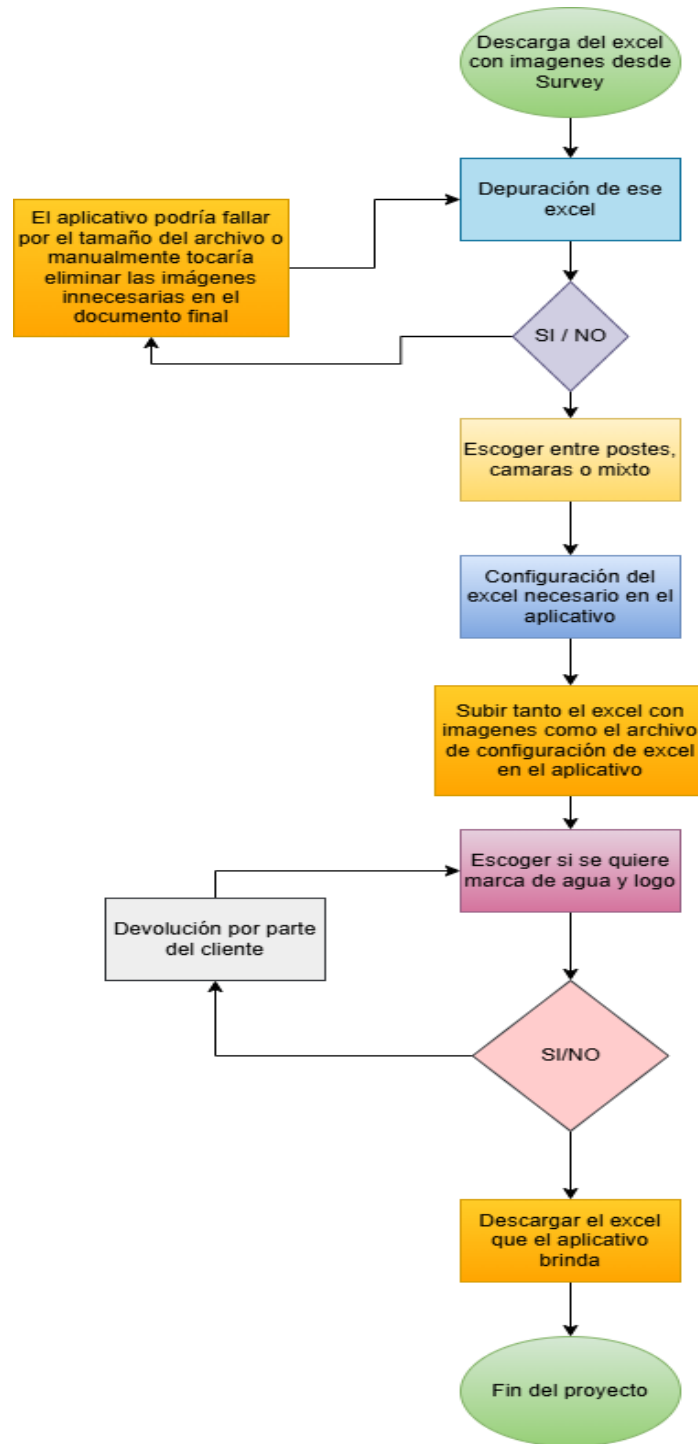 Descarga del excel
con imagenes desde
Survey
Depuración de ese
excel
El aplicativo podría fallar
por el tamaño del archivo o
manualmente tocaría
eliminar las imágenes
innecesarias en el
documento final
SI / NO
Escoger entre postes,
camaras o mixto
Configuración del
excel necesario en el
aplicativo
Subir tanto el excel con
imagenes como el archivo
de configuración de excel
en el aplicativo
Escoger si se quiere
marca de agua y logo
Devolución por parte
del cliente
SI/NO
Descargar el excel
que el aplicativo
brinda
Fin del proyecto